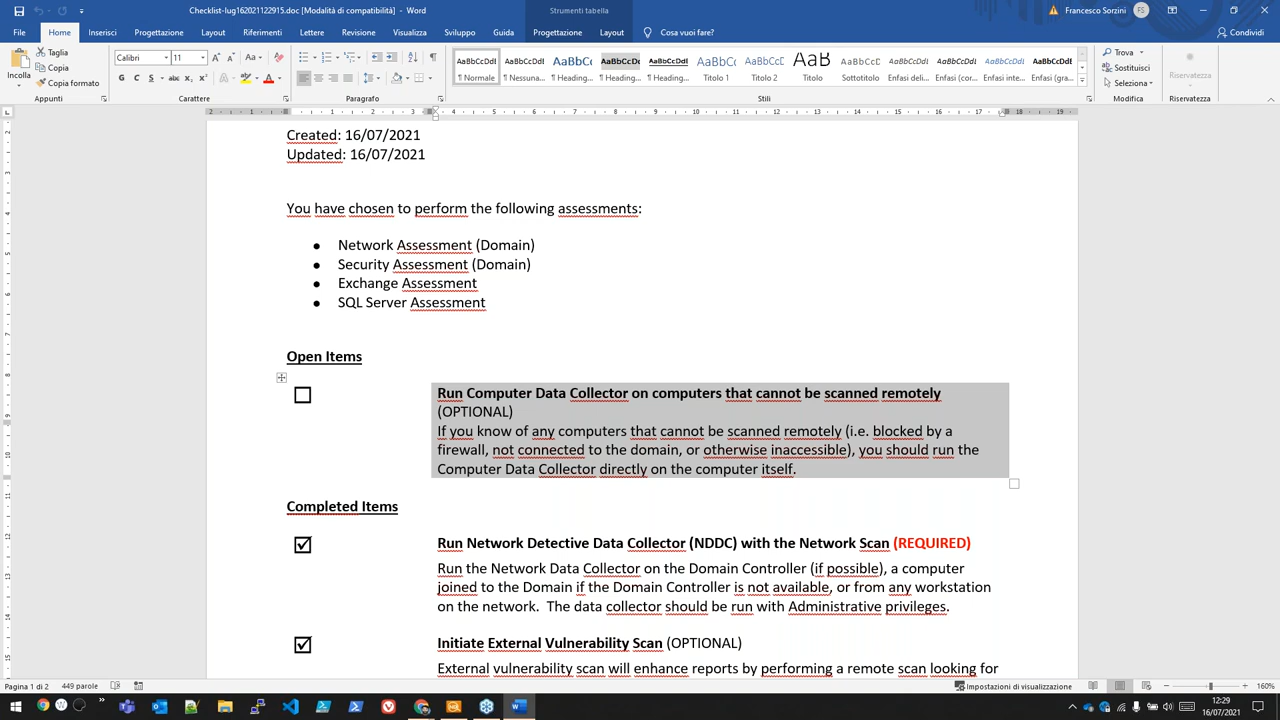 Checklist-lug162021122915.doc [Modalità di compatibilità] - Word
Strumenti tabella
Francesco Sorzini FS
File Home Inserisci Progettazione Layout Riferimenti Lettere Revisione Visualizza Sviluppo Guida Progettazione Layout Cosa vuoi fare? Condividi
Incolla
Taglia
Copia
Copia formato
Calibri 11
G C S abc
AaBbCcDdE ¶ Normale
AaBbCcDdE ¶ Nessuna...
AaBbCc ¶ Heading...
AaBbCcDdE ¶ Heading...
¶ Heading...
Titolo 1
Titolo 2
AaB Titolo
Sottotitolo
Enfasi deli...
Enfasi (cor...
Enfasi inte...
Enfasi (gra...
Trova
Sostituisci
Seleziona
Riservatezza
Appunti Carattere Paragrafo Stili Modifica Riservatezza
Created: 16/07/2021
Updated: 16/07/2021
You have chosen to perform the following assessments:
● Network Assessment (Domain)
● Security Assessment (Domain)
● Exchange Assessment
● SQL Server Assessment
Open Items
Run Computer Data Collector on computers that cannot be scanned remotely
(OPTIONAL)
If you know of any computers that cannot be scanned remotely (i.e. blocked by a
firewall, not connected to the domain, or otherwise inaccessible), you should run the
Computer Data Collector directly on the computer itself.
Completed Items
Run Network Detective Data Collector (NDDC) with the Network Scan (REQUIRED)
Run the Network Data Collector on the Domain Controller (if possible), a computer
joined to the Domain if the Domain Controller is not available, or from any workstation
on the network. The data collector should be run with Administrative privileges.
Initiate External Vulnerability Scan (OPTIONAL)
External vulnerability scan will enhance reports by performing a remote scan looking for
Pagina 1 di 2 449 parole Impostazioni di visualizzazione 160%
12:29
16/07/2021